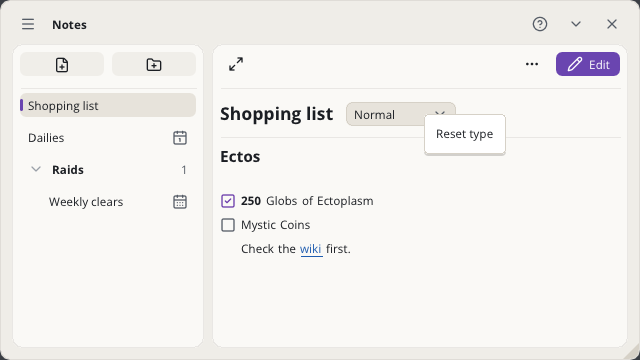 Notes
Edit
Shopping list
Dailies
Raids 1
Weekly clears
Shopping list Normal
Reset type
Ectos
250 Globs of Ectoplasm
Mystic Coins
Check the wiki first.